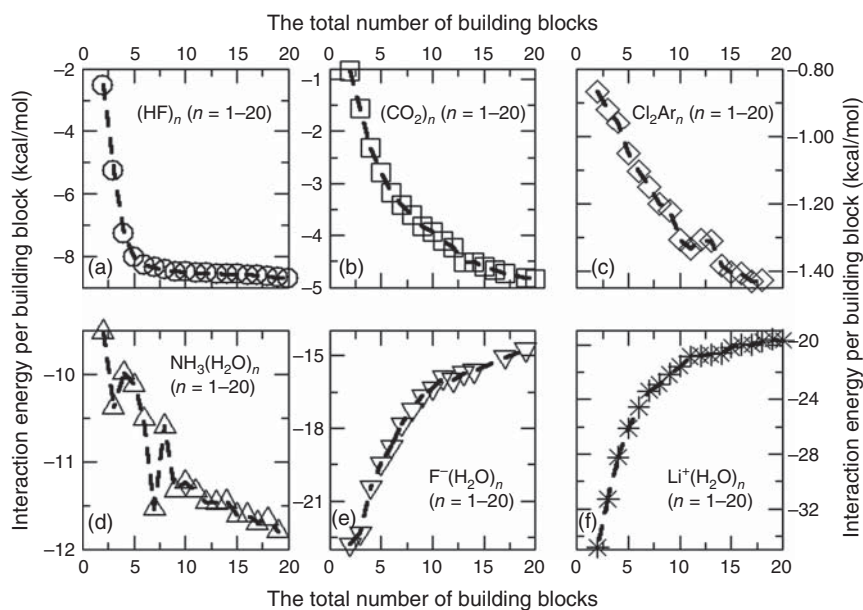 The total number of building blocks
0 5 10 15 20 0 5 10 15 20 0 5 10 15 20
Interaction energy per building block (kcal/mol)
−2
−4
−6
−8
(HF)n (n = 1–20)
(a)
−1
−2
−3
−4
−5
(CO2)n (n = 1–20)
(b)
Cl2Arn (n = 1–20)
(c)
−0.80
−1.00
−1.20
−1.40
Interaction energy per building block (kcal/mol)
−10
−11
−12
NH3(H2O)n
(n = 1–20)
(d)
−15
−18
−21
F−(H2O)n
(n = 1–20)
(e)
Li+(H2O)n
(n = 1–20)
(f)
−20
−24
−28
−32
0 5 10 15 20 0 5 10 15 20 0 5 10 15 20
The total number of building blocks